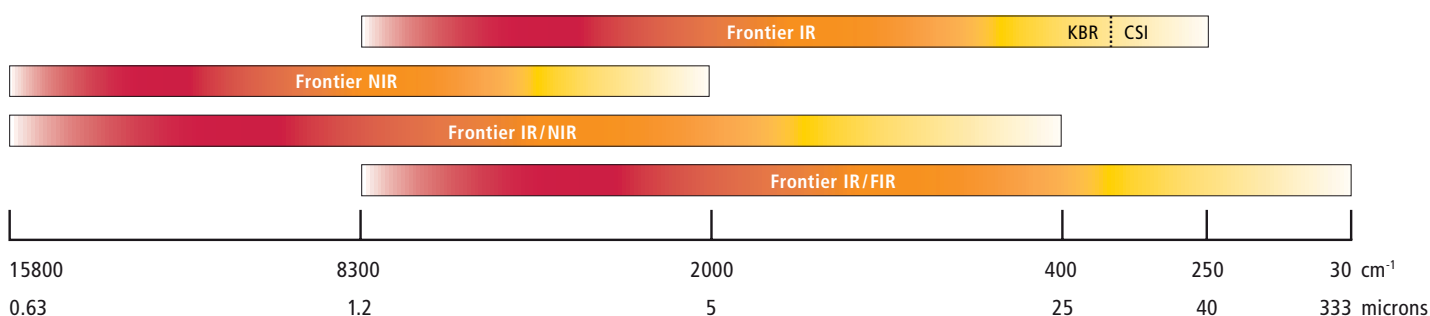 Frontier IR KBR CSI
Frontier NIR
Frontier IR/NIR
Frontier IR/FIR
15800 8300 2000 400 250 30 cm-1
0.63 1.2 5 25 40 333 microns